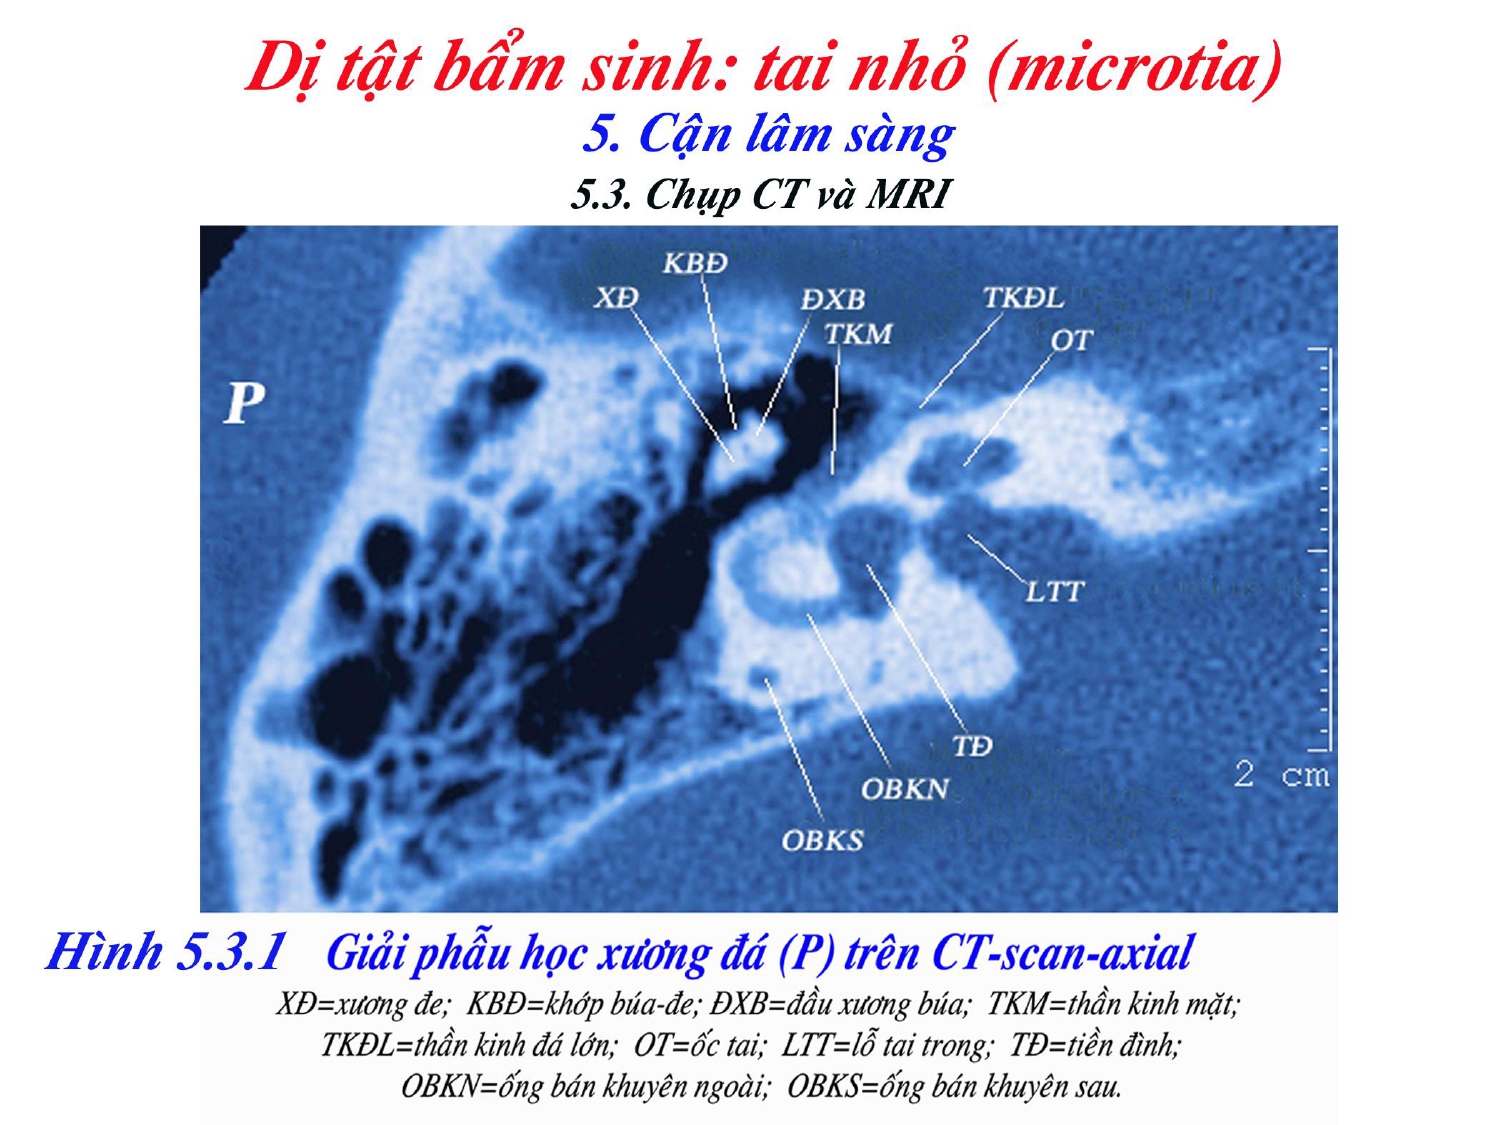 Dị tật bẩm sinh: tai nhỏ (microtia)
5. Cận lâm sàng
5.3. Chụp CT và MRI
KBĐ
XĐ
ĐXB
TKĐL
TKM
OT
P
LTT
TĐ
2 cm
OBKN
OBKS
Hình 5.3.1 Giải phẫu học xương đá (P) trên CT-scan-axial
XĐ=xương đe; KBĐ=khớp búa-đe; ĐXB=đầu xương búa; TKM=thần kinh mặt;
TKĐL=thần kinh đá lớn; OT=ốc tai; LTT=lỗ tai trong; TĐ=tiền đình;
OBKN=ống bán khuyên ngoài; OBKS=ống bán khuyên sau.